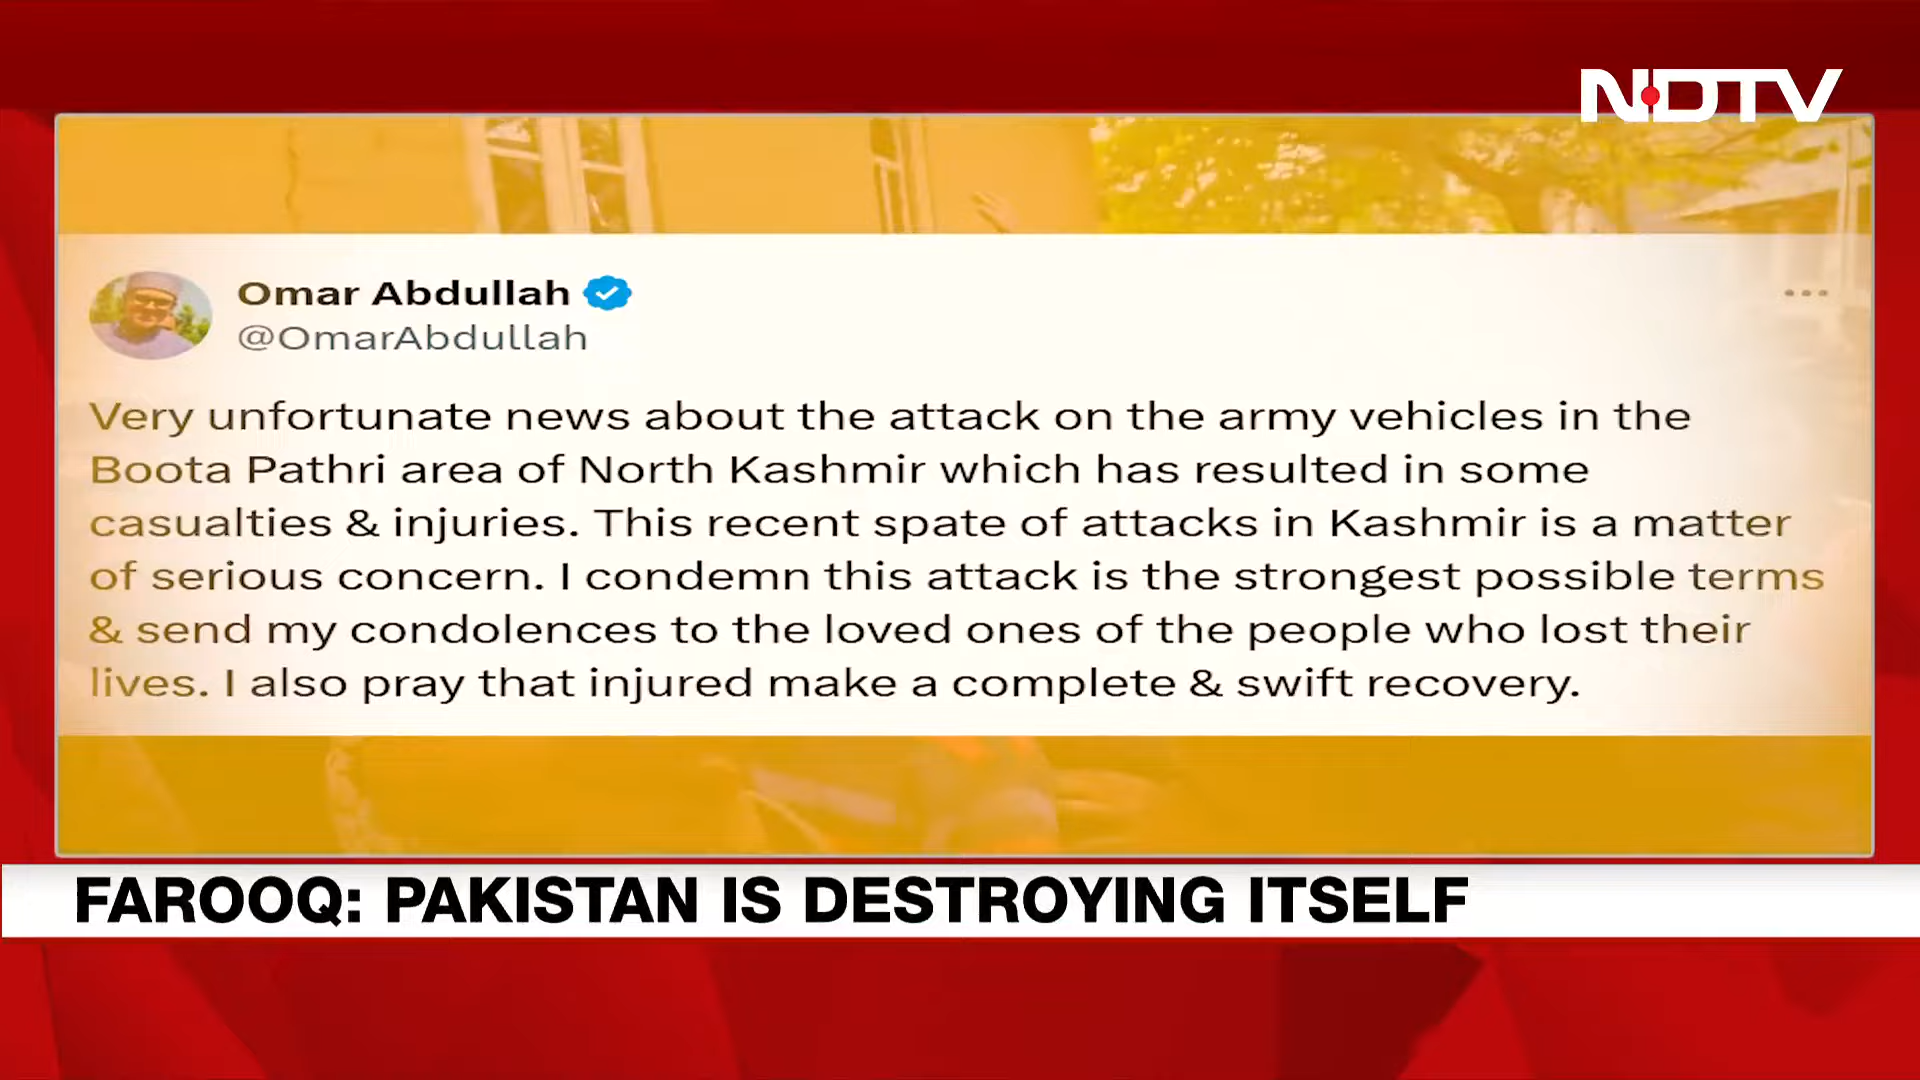 NDTV
Omar Abdullah
@OmarAbdullah
Very unfortunate news about the attack on the army vehicles in the
Boota Pathri area of North Kashmir which has resulted in some
casualties & injuries. This recent spate of attacks in Kashmir is a matter
of serious concern. I condemn this attack is the strongest possible terms
& send my condolences to the loved ones of the people who lost their
lives. I also pray that injured make a complete & swift recovery.
FAROOQ: PAKISTAN IS DESTROYING ITSELF